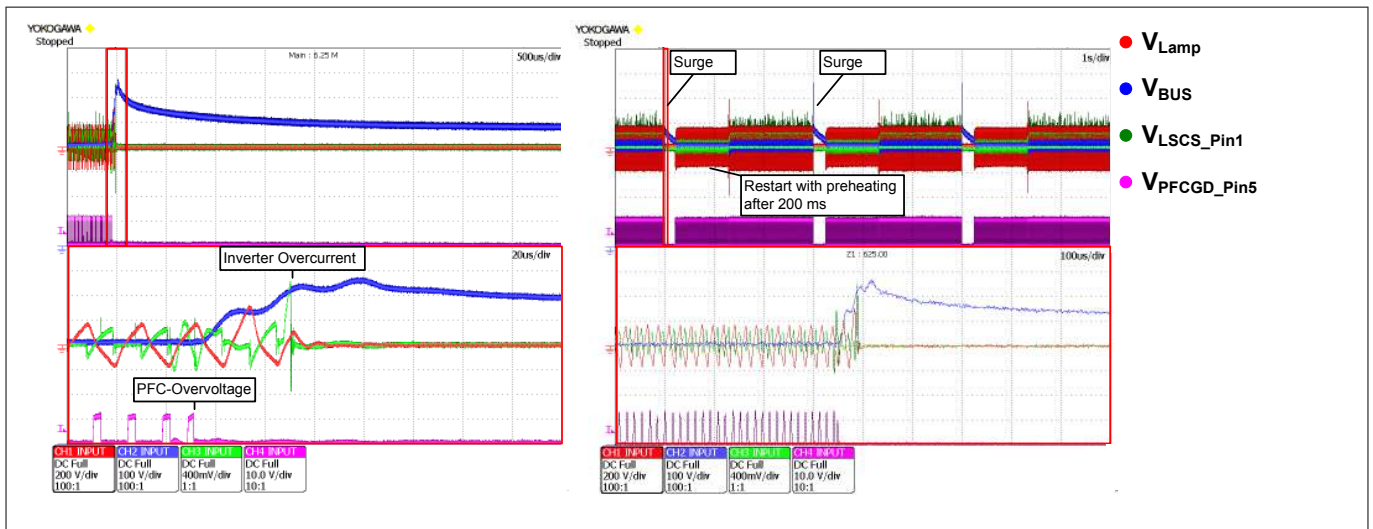 YOKOGAWA
Stopped
Main : 6.25 M
500us/div
20us/div
Inverter Overcurrent
PFC-Overvoltage
CH1 INPUT
DC Full
200 V/div
100:1
CH2 INPUT
DC Full
100 V/div
100:1
CH3 INPUT
DC Full
400mV/div
1:1
CH4 INPUT
DC Full
10.0 V/div
10:1
YOKOGAWA
Stopped
1s/div
Surge
Surge
Restart with preheating
after 200 ms
Z1 : 625.00
100us/div
CH1 INPUT
DC Full
200 V/div
100:1
CH2 INPUT
DC Full
100 V/div
100:1
CH3 INPUT
DC Full
400mV/div
1:1
CH4 INPUT
DC Full
10.0 V/div
10:1
VLamp
VBUS
VLSCS_Pin1
VPFCGD_Pin5